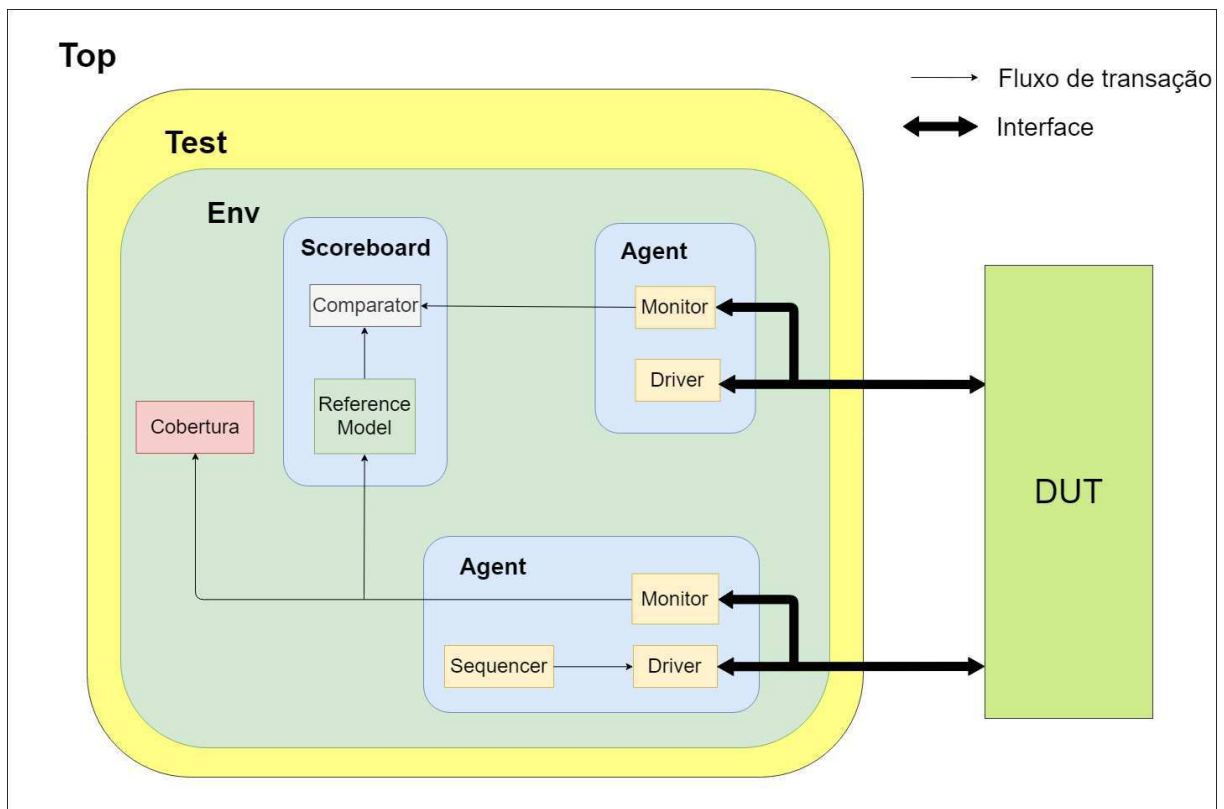 Top
Fluxo de transação
Interface
Test
Env
Scoreboard
Agent
Comparator
Monitor
Driver
Reference
Model
Cobertura
DUT
Agent
Monitor
Sequencer
Driver